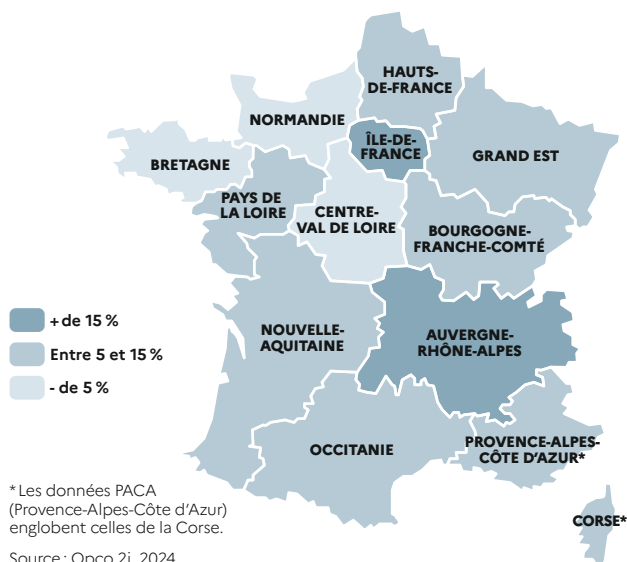 HAUTS-
DE-FRANCE
NORMANDIE
ÎLE-DE-
FRANCE
GRAND EST
BRETAGNE
PAYS DE
LA LOIRE
CENTRE-
VAL DE LOIRE
BOURGOGNE-
FRANCHE-COMTÉ
+ de 15 %
Entre 5 et 15 %
- de 5 %
NOUVELLE-
AQUITAINE
AUVERGNE-
RHÔNE-ALPES
OCCITANIE
PROVENCE-ALPES-
CÔTE D’AZUR*
CORSE*
* Les données PACA
(Provence-Alpes-Côte d’Azur)
englobent celles de la Corse.
Source : Opco 2i, 2024